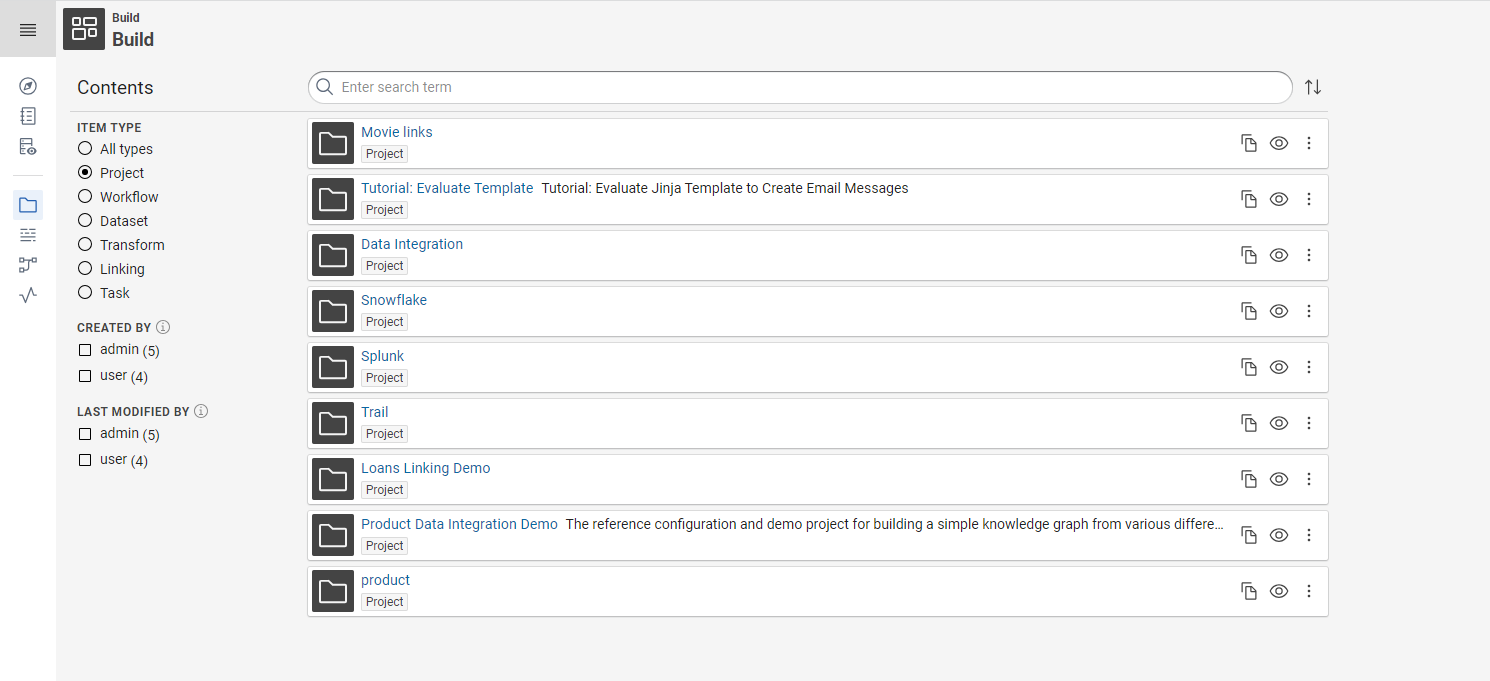 Build
Build
Contents
Enter search term
ITEM TYPE
All types
Project
Workflow
Dataset
Transform
Linking
Task
CREATED BY
admin (5)
user (4)
LAST MODIFIED BY
admin (5)
user (4)
Movie links
Project
Tutorial: Evaluate Template Tutorial: Evaluate Jinja Template to Create Email Messages
Project
Data Integration
Project
Snowflake
Project
Splunk
Project
Trail
Project
Loans Linking Demo
Project
Product Data Integration Demo The reference configuration and demo project for building a simple knowledge graph from various differe...
Project
product
Project